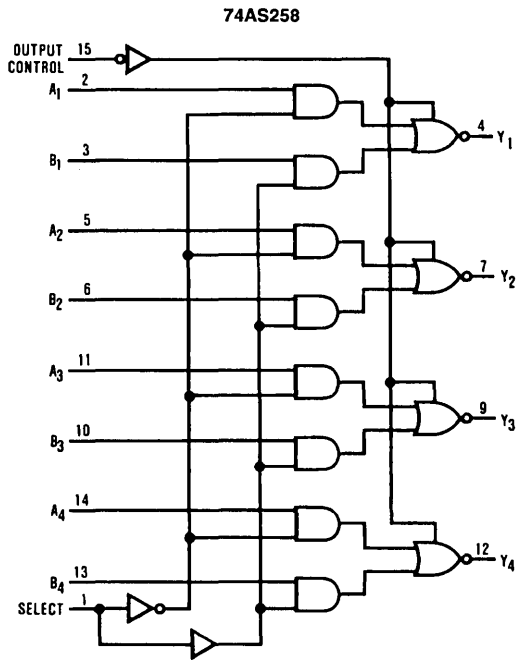 74AS258
OUTPUT CONTROL 15
A1 2
4 Y1
B1 3
A2 5
7 Y2
B2 6
A3 11
9 Y3
B3 10
A4 14
12 Y4
B4 13
SELECT 1